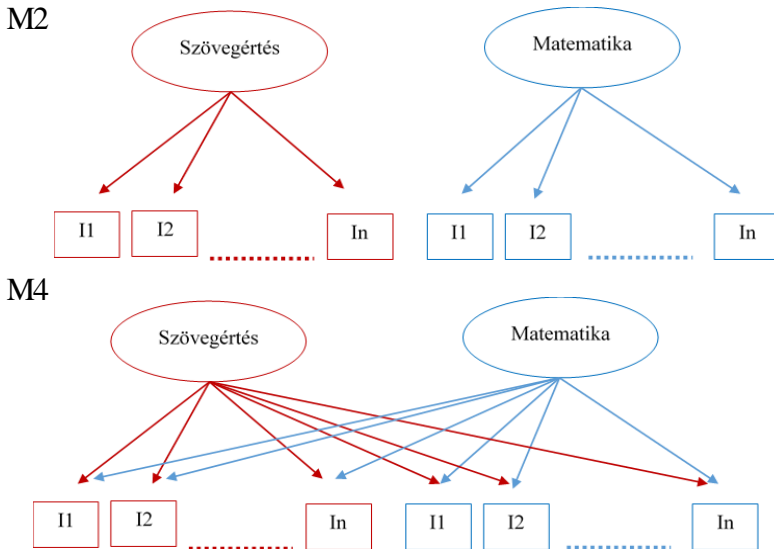 M2
Szövegértés Matematika
I1 I2 In I1 I2 In
M4
Szövegértés Matematika
I1 I2 In I1 I2 In